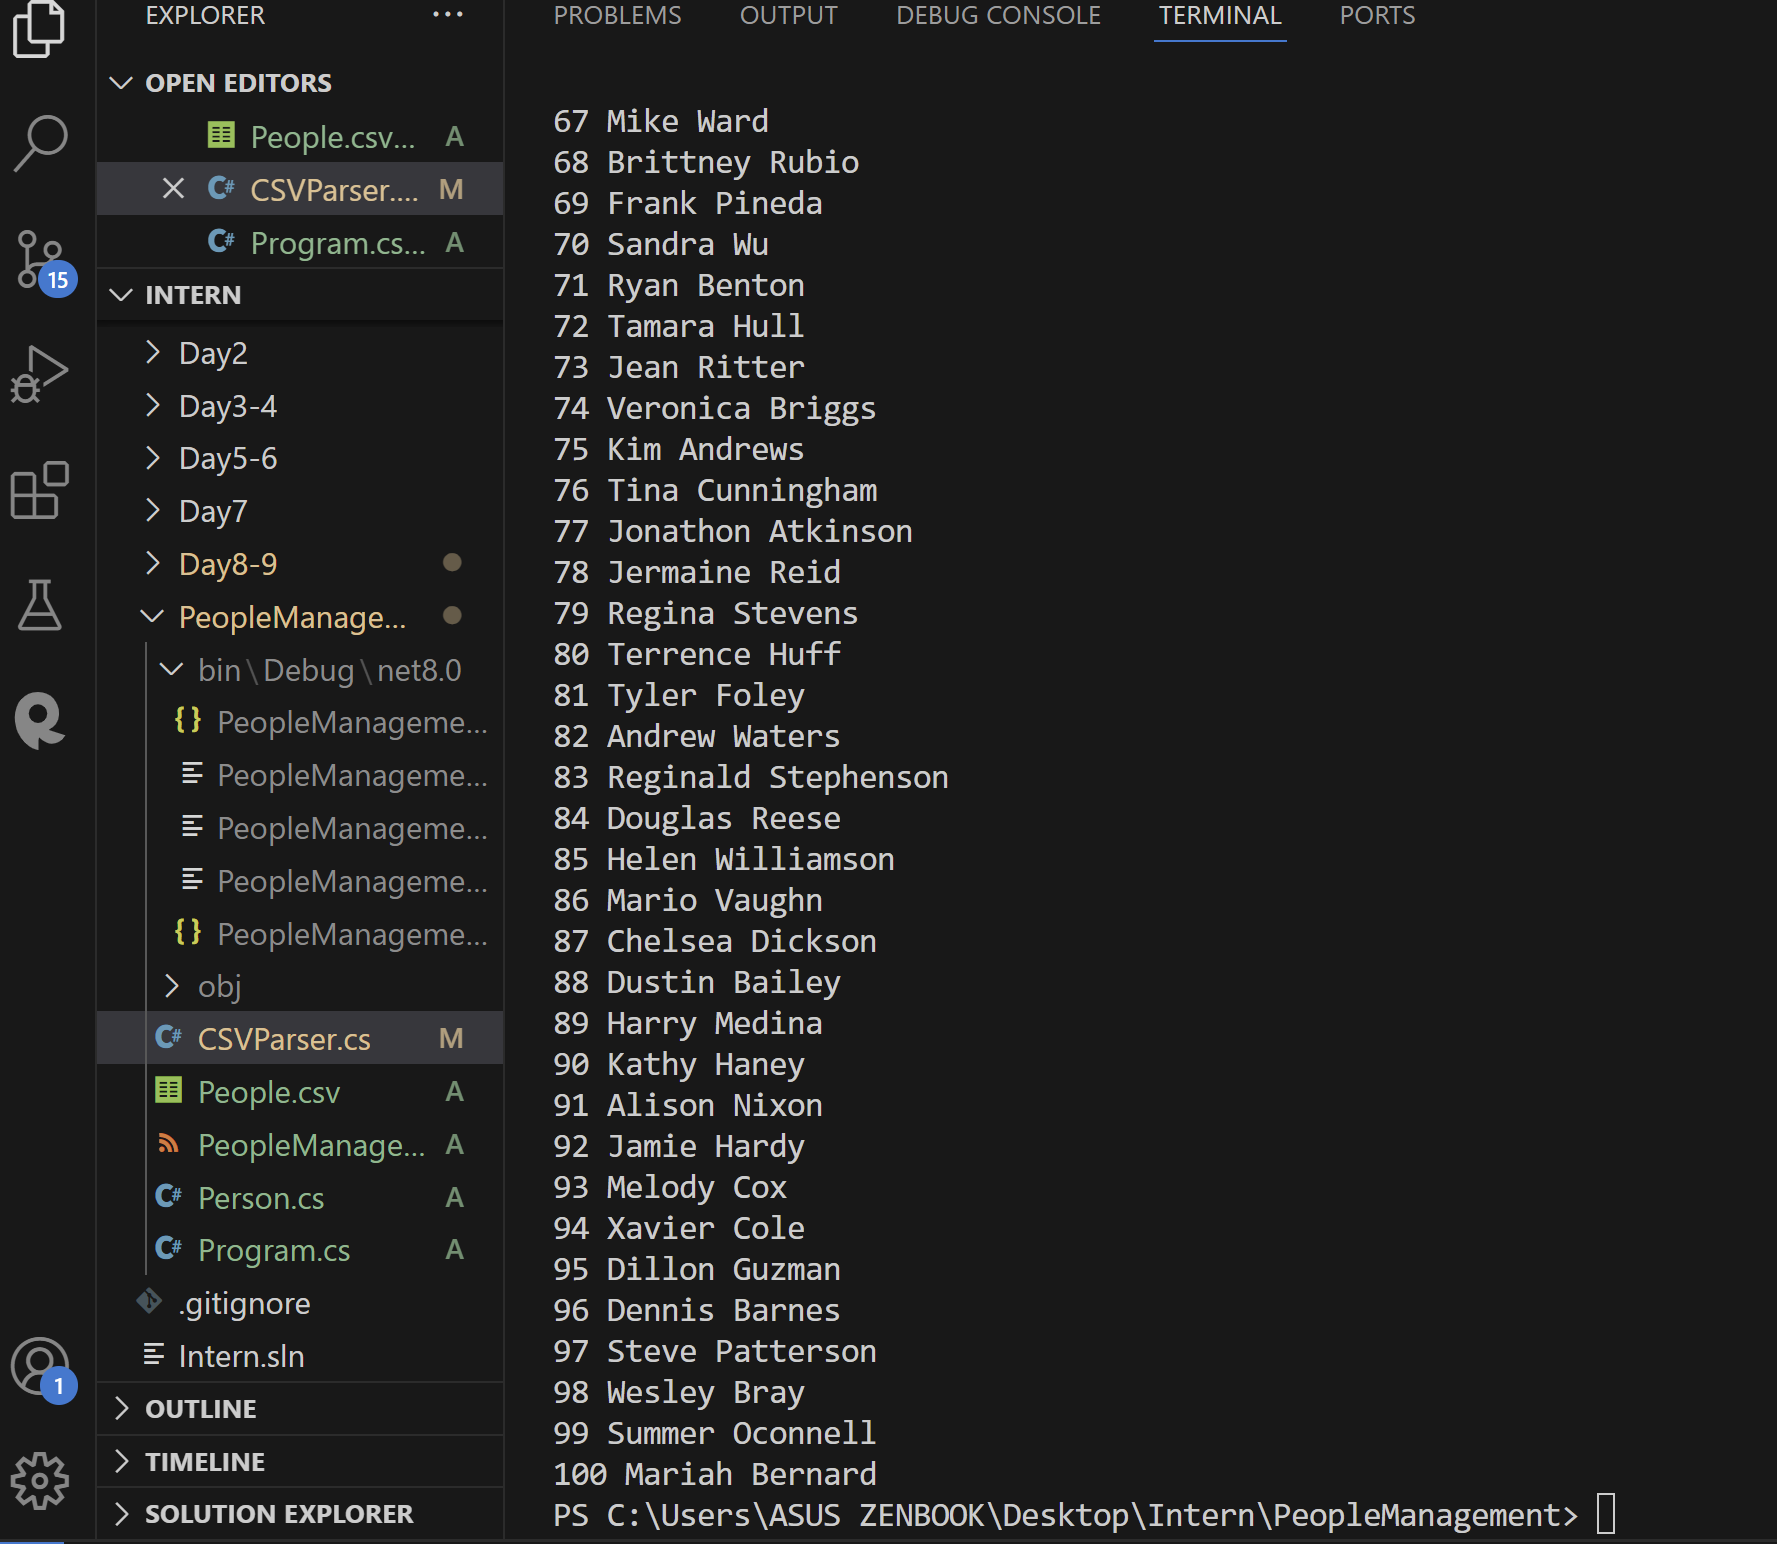 EXPLORER
OPEN EDITORS
People.csv... A
CSVParser.... M
Program.cs... A
15
INTERN
Day2
Day3-4
Day5-6
Day7
Day8-9
PeopleManage...
bin\Debug\net8.0
PeopleManageme...
PeopleManageme...
PeopleManageme...
PeopleManageme...
PeopleManageme...
obj
CSVParser.cs M
People.csv A
PeopleManage... A
Person.cs A
Program.cs A
.gitignore
Intern.sln
1
OUTLINE
TIMELINE
SOLUTION EXPLORER
PROBLEMS OUTPUT DEBUG CONSOLE TERMINAL PORTS
67 Mike Ward
68 Brittney Rubio
69 Frank Pineda
70 Sandra Wu
71 Ryan Benton
72 Tamara Hull
73 Jean Ritter
74 Veronica Briggs
75 Kim Andrews
76 Tina Cunningham
77 Jonathon Atkinson
78 Jermaine Reid
79 Regina Stevens
80 Terrence Huff
81 Tyler Foley
82 Andrew Waters
83 Reginald Stephenson
84 Douglas Reese
85 Helen Williamson
86 Mario Vaughn
87 Chelsea Dickson
88 Dustin Bailey
89 Harry Medina
90 Kathy Haney
91 Alison Nixon
92 Jamie Hardy
93 Melody Cox
94 Xavier Cole
95 Dillon Guzman
96 Dennis Barnes
97 Steve Patterson
98 Wesley Bray
99 Summer Oconnell
100 Mariah Bernard
PS C:\Users\ASUS ZENBOOK\Desktop\Intern\PeopleManagement>